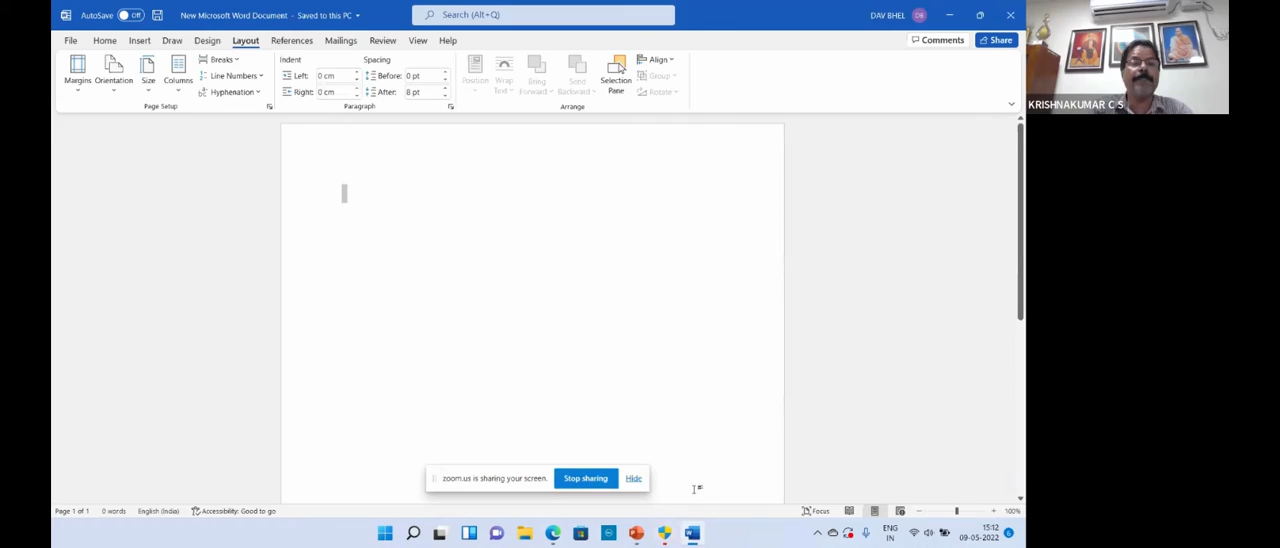 AutoSave Off New Microsoft Word Document - Saved to this PC Search (Alt+Q) DAV BHEL DB
File Home Insert Draw Design Layout References Mailings Review View Help Comments Share
Margins Orientation Size Columns Breaks Line Numbers Hyphenation
Page Setup
Indent Spacing
Left: 0 cm Before: 0 pt
Right: 0 cm After: 8 pt
Paragraph
Position Wrap Text Bring Forward Send Backward Selection Pane Align Group Rotate
Arrange
KRISHNAKUMAR C S
zoom.us is sharing your screen. Stop sharing Hide
Page 1 of 1 0 words English (India) Accessibility: Good to go Focus 100%
ENG IN 15:12 09-05-2022 6